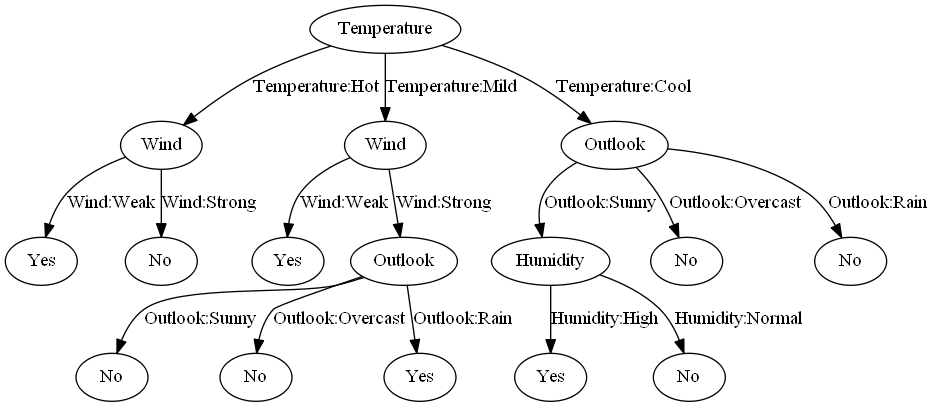 Temperature
Temperature:Hot Temperature:Mild Temperature:Cool
Wind Wind Outlook
Wind:Weak Wind:Strong Wind:Weak Wind:Strong Outlook:Sunny Outlook:Overcast Outlook:Rain
Yes No Yes Outlook Humidity No No
Outlook:Sunny Outlook:Overcast Outlook:Rain Humidity:High Humidity:Normal
No No Yes Yes No